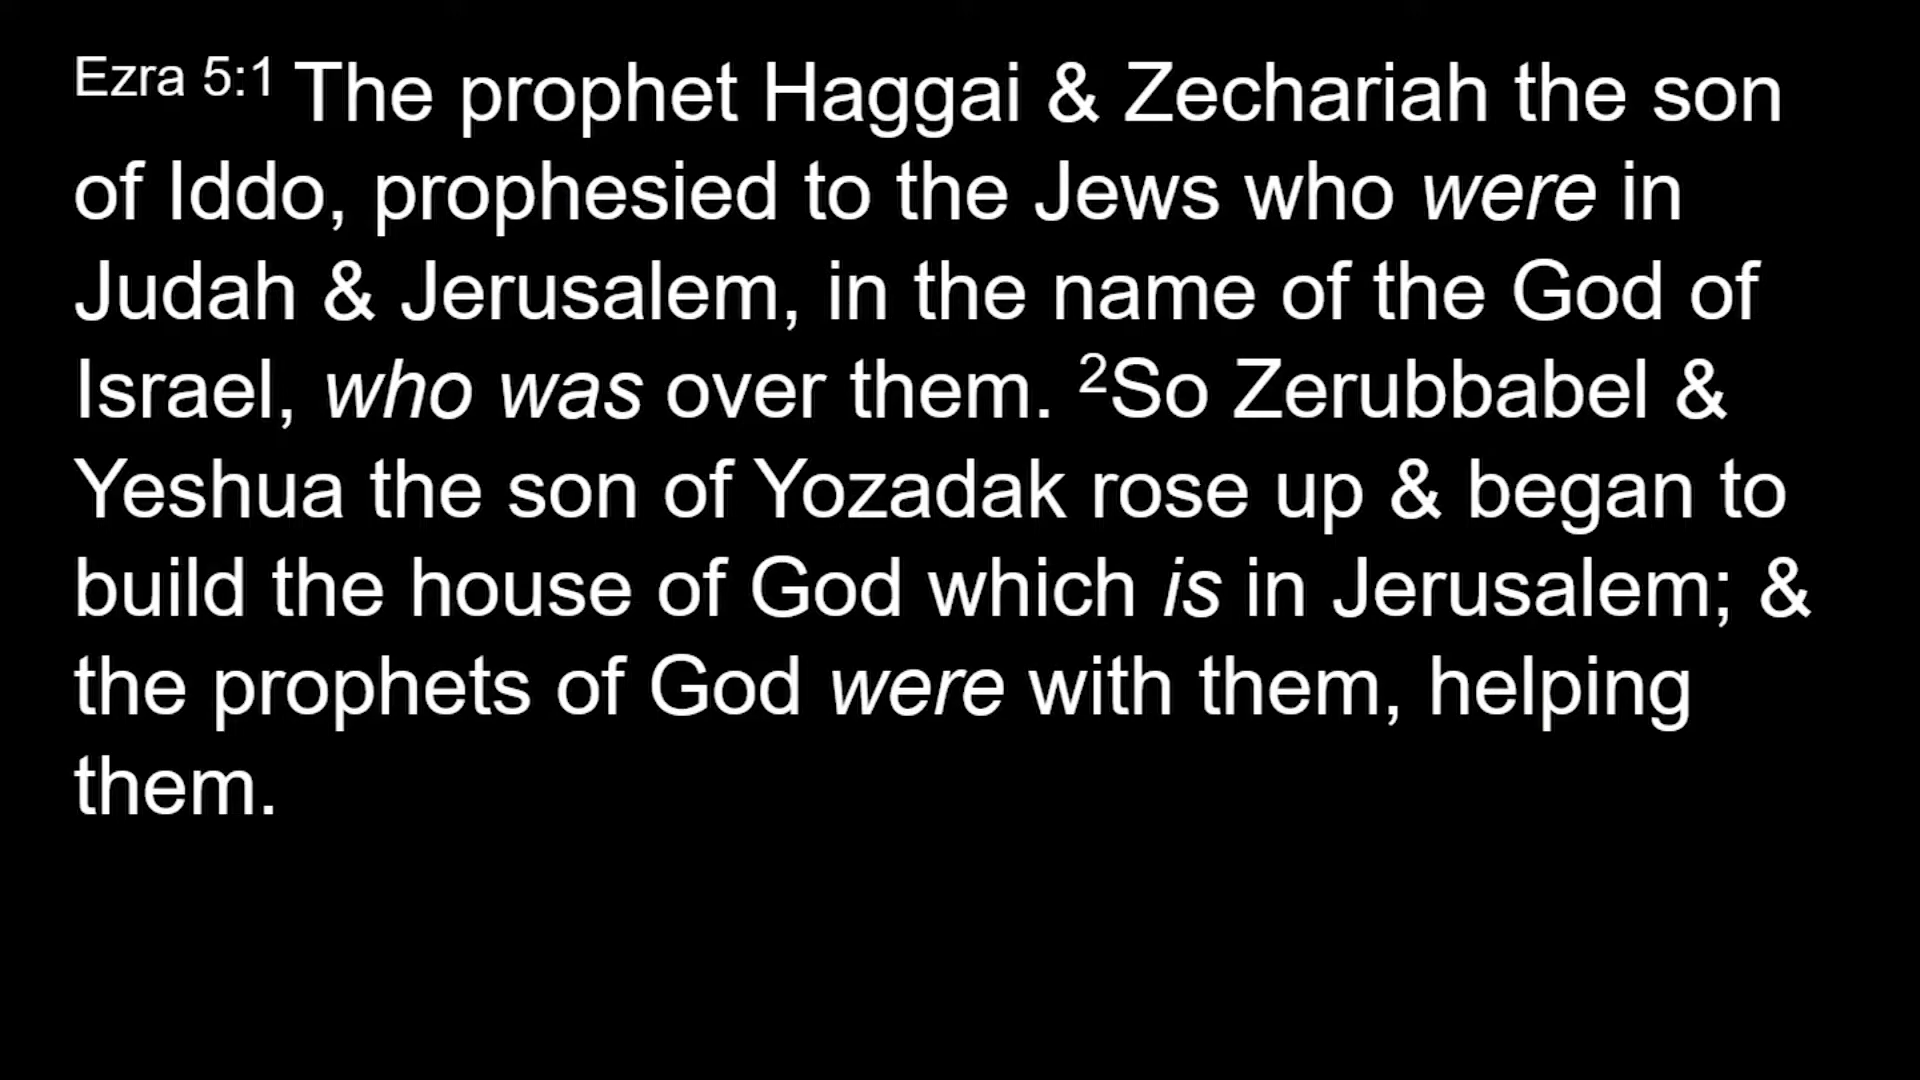 Ezra 5:1 The prophet Haggai & Zechariah the son
of Iddo, prophesied to the Jews who were in
Judah & Jerusalem, in the name of the God of
Israel, who was over them. 2So Zerubbabel &
Yeshua the son of Yozadak rose up & began to
build the house of God which is in Jerusalem; &
the prophets of God were with them, helping
them.